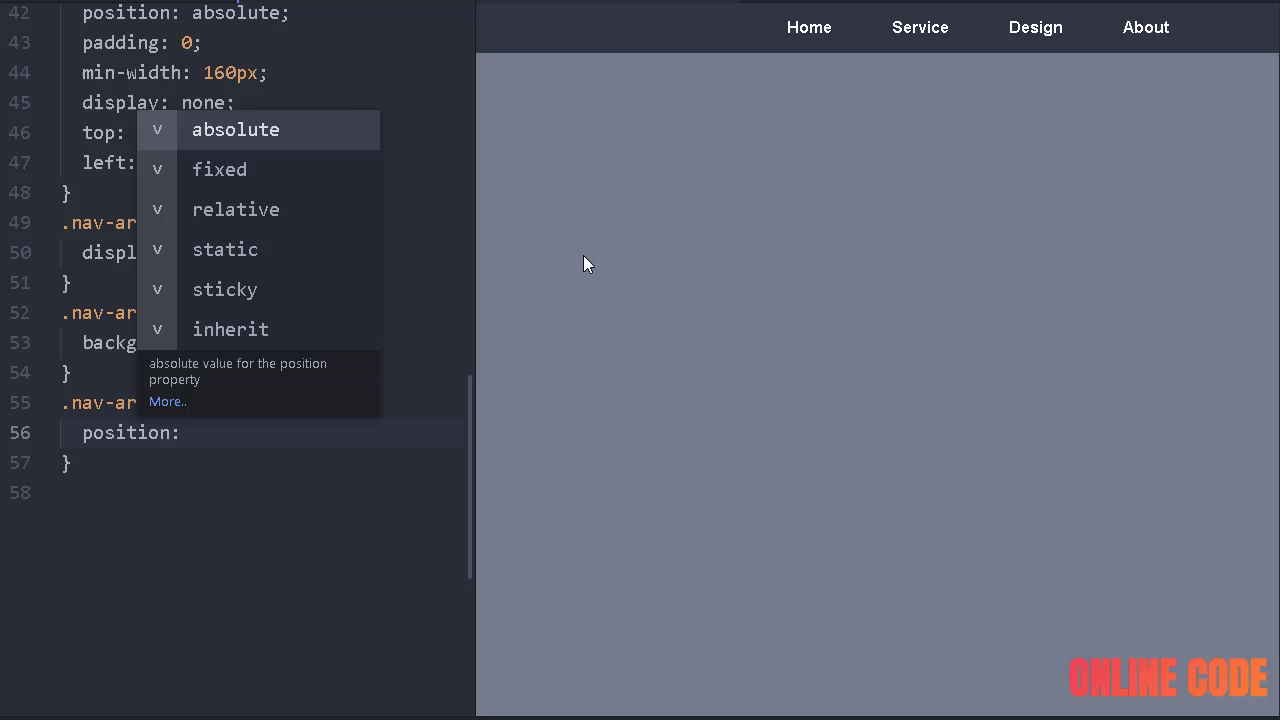 42 position: absolute;
43 padding: 0;
44 min-width: 160px;
45 display: none;
46 top:
47 left:
48 }
49 .nav-ar
50 displ
51 }
52 .nav-ar
53 backg
54 }
55 .nav-ar
56 position:
57 }
58
v absolute
v fixed
v relative
v static
v sticky
v inherit
absolute value for the position
property
More..
Home Service Design About
ONLINE CODE